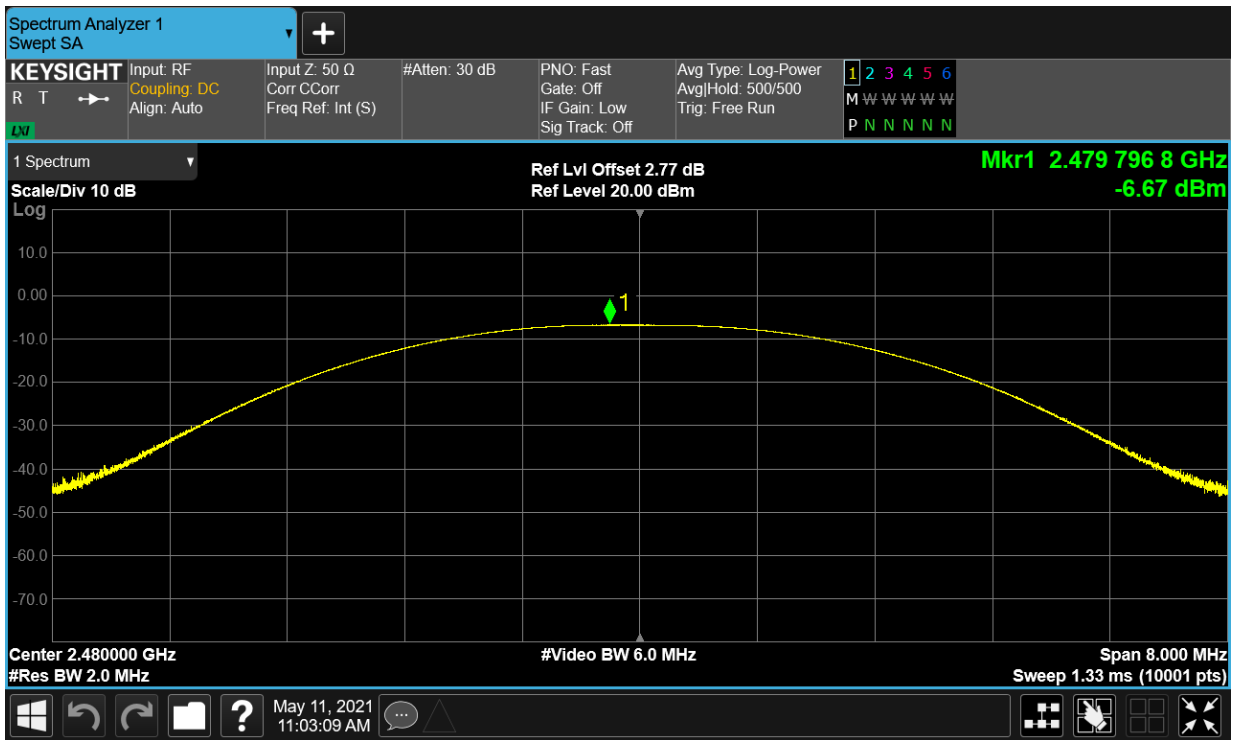 Spectrum Analyzer 1
Swept SA
KEYSIGHT
R T
LXI
Input: RF
Coupling: DC
Align: Auto
Input Z: 50 Ω
Corr CCorr
Freq Ref: Int (S)
#Atten: 30 dB
PNO: Fast
Gate: Off
IF Gain: Low
Sig Track: Off
Avg Type: Log-Power
Avg|Hold: 500/500
Trig: Free Run
1 2 3 4 5 6
M W W W W W
P N N N N N
1 Spectrum
Scale/Div 10 dB
Log
Ref Lvl Offset 2.77 dB
Ref Level 20.00 dBm
Mkr1 2.479 796 8 GHz
-6.67 dBm
10.0
0.00
-10.0
-20.0
-30.0
-40.0
-50.0
-60.0
-70.0
1
Center 2.480000 GHz
#Res BW 2.0 MHz
#Video BW 6.0 MHz
Span 8.000 MHz
Sweep 1.33 ms (10001 pts)
?
May 11, 2021
11:03:09 AM